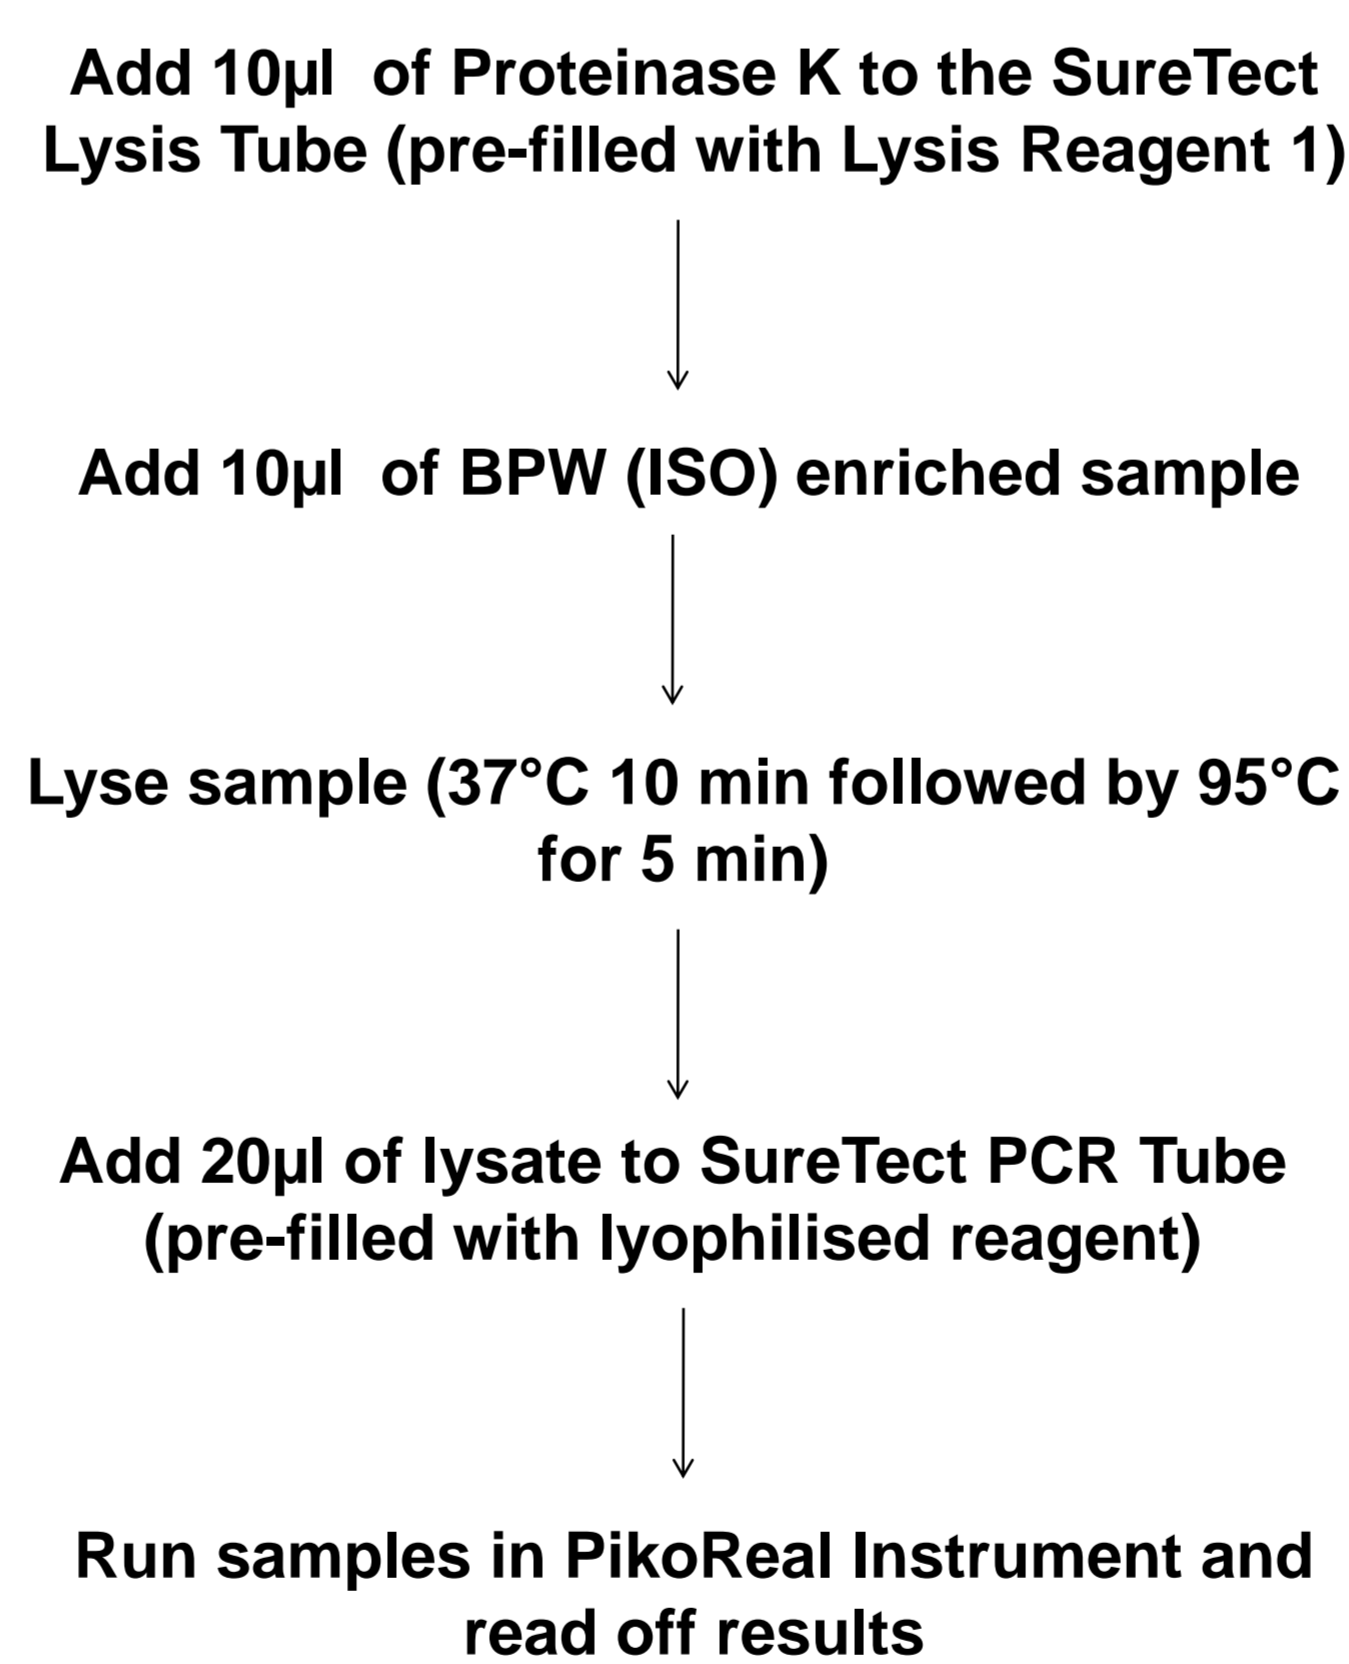 Add 10µl  of Proteinase K to the SureTect
Lysis Tube (pre-filled with Lysis Reagent 1)
Add 10µl  of BPW (ISO) enriched sample
Lyse sample (37°C 10 min followed by 95°C
for 5 min)
Add 20µl of lysate to SureTect PCR Tube
(pre-filled with lyophilised reagent)
Run samples in PikoReal Instrument and
read off results